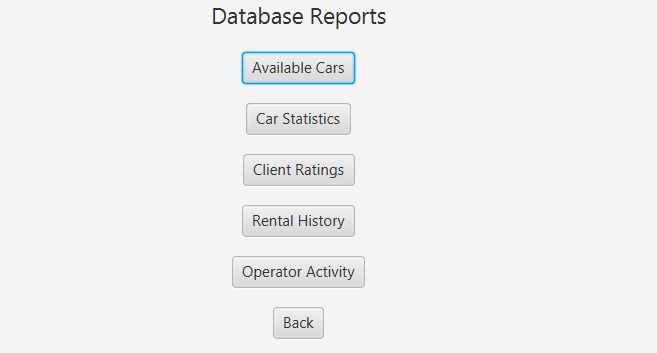 Database Reports
Available Cars
Car Statistics
Client Ratings
Rental History
Operator Activity
Back